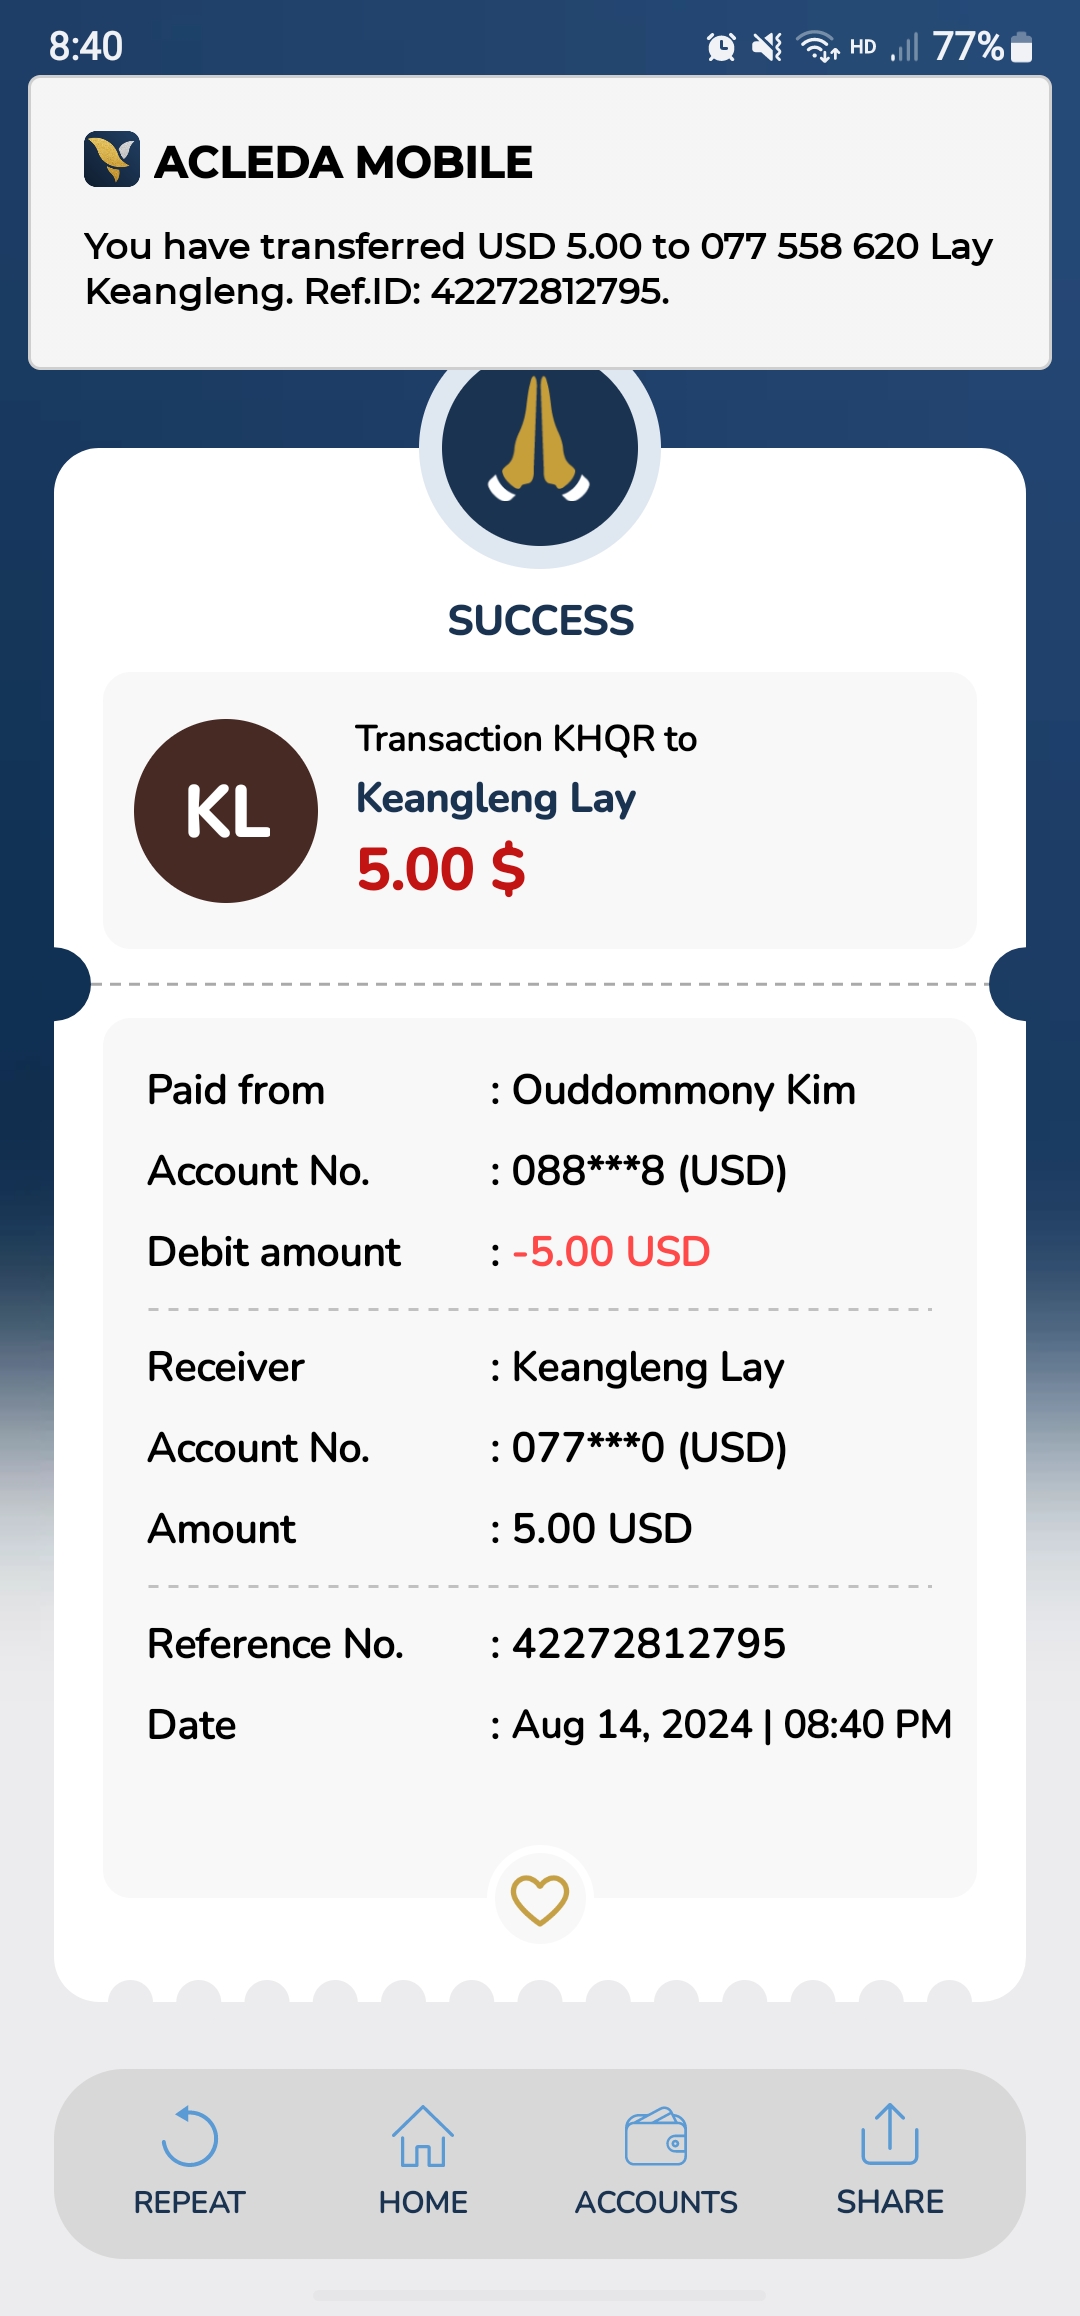 8:40
HD
77%
ACLEDA MOBILE
You have transferred USD 5.00 to 077 558 620 Lay
Keangleng. Ref.ID: 42272812795.
SUCCESS
KL
Transaction KHQR to
Keangleng Lay
5.00 $
Paid from : Ouddommony Kim
Account No. : 088***8 (USD)
Debit amount : -5.00 USD
Receiver : Keangleng Lay
Account No. : 077***0 (USD)
Amount : 5.00 USD
Reference No. : 42272812795
Date : Aug 14, 2024 | 08:40 PM
REPEAT
HOME
ACCOUNTS
SHARE